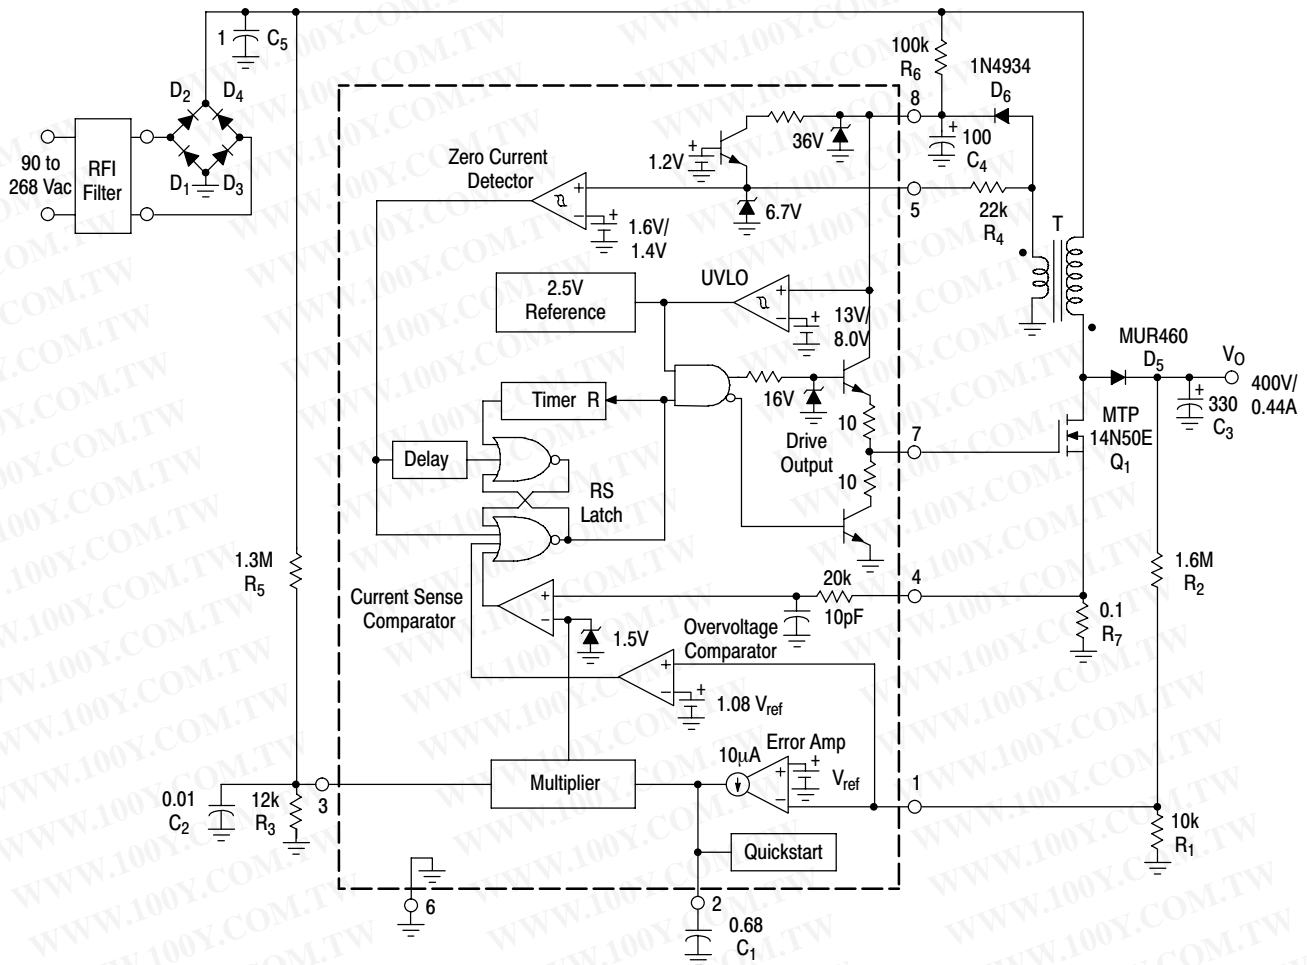 1
C5
D2
D4
D1
D3
90 to
268 Vac
RFI
Filter
100k
R6
1N4934
D6
8
100
C4
36V
1.2V
Zero Current
Detector
6.7V
5
22k
R4
T
1.6V/
1.4V
2.5V
Reference
UVLO
13V/
8.0V
MUR460
D5
VO
400V/
0.44A
330
C3
MTP
14N50E
Q1
Timer
R
16V
10
Drive
Output
7
10
Delay
RS
Latch
1.3M
R5
1.6M
R2
Current Sense
Comparator
20k
4
10pF
0.1
R7
1.5V
Overvoltage
Comparator
1.08 Vref
10µA
Error Amp
Vref
1
Multiplier
3
0.01
C2
12k
R3
10k
R1
Quickstart
6
2
0.68
C1
WWW.100Y.COM.TW